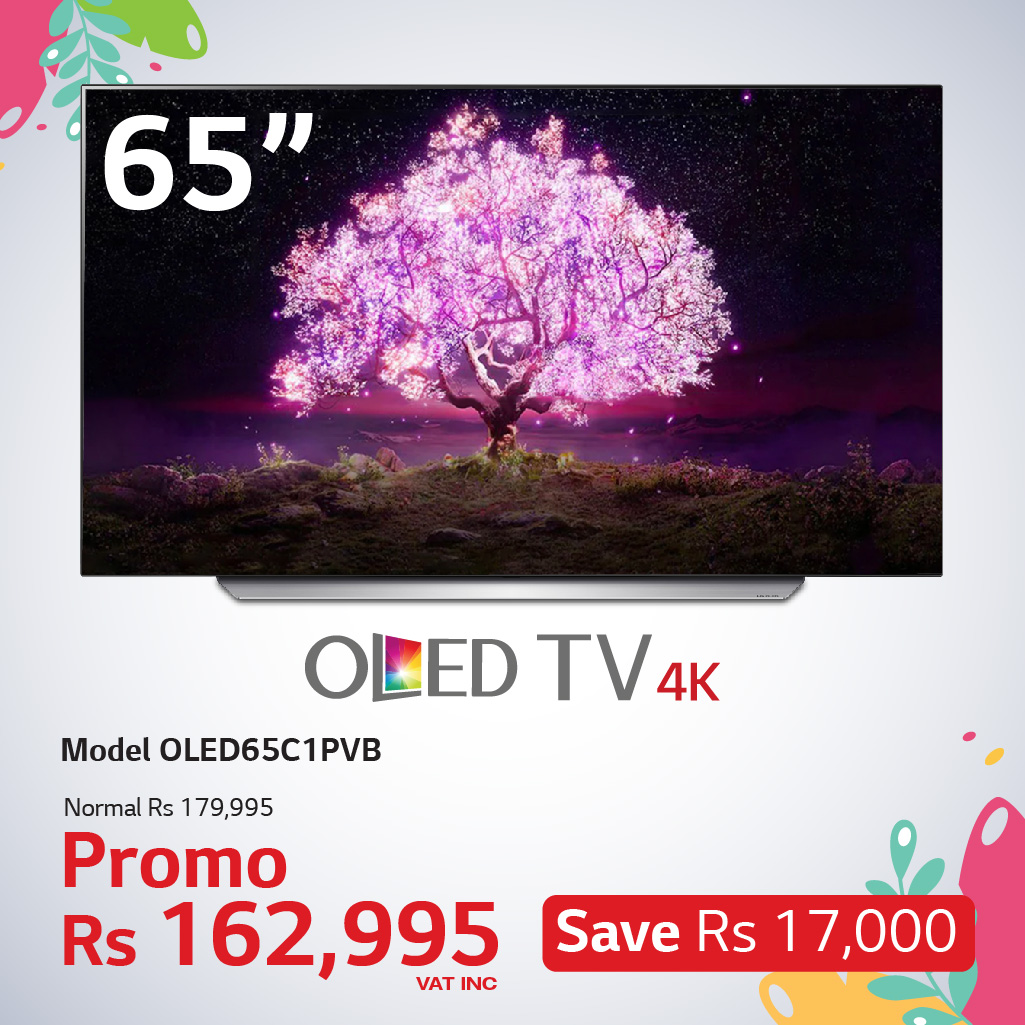 65”
OLED TV 4K
Model OLED65C1PVB
Normal Rs 179,995
Promo
Rs 162,995
VAT INC
Save Rs 17,000